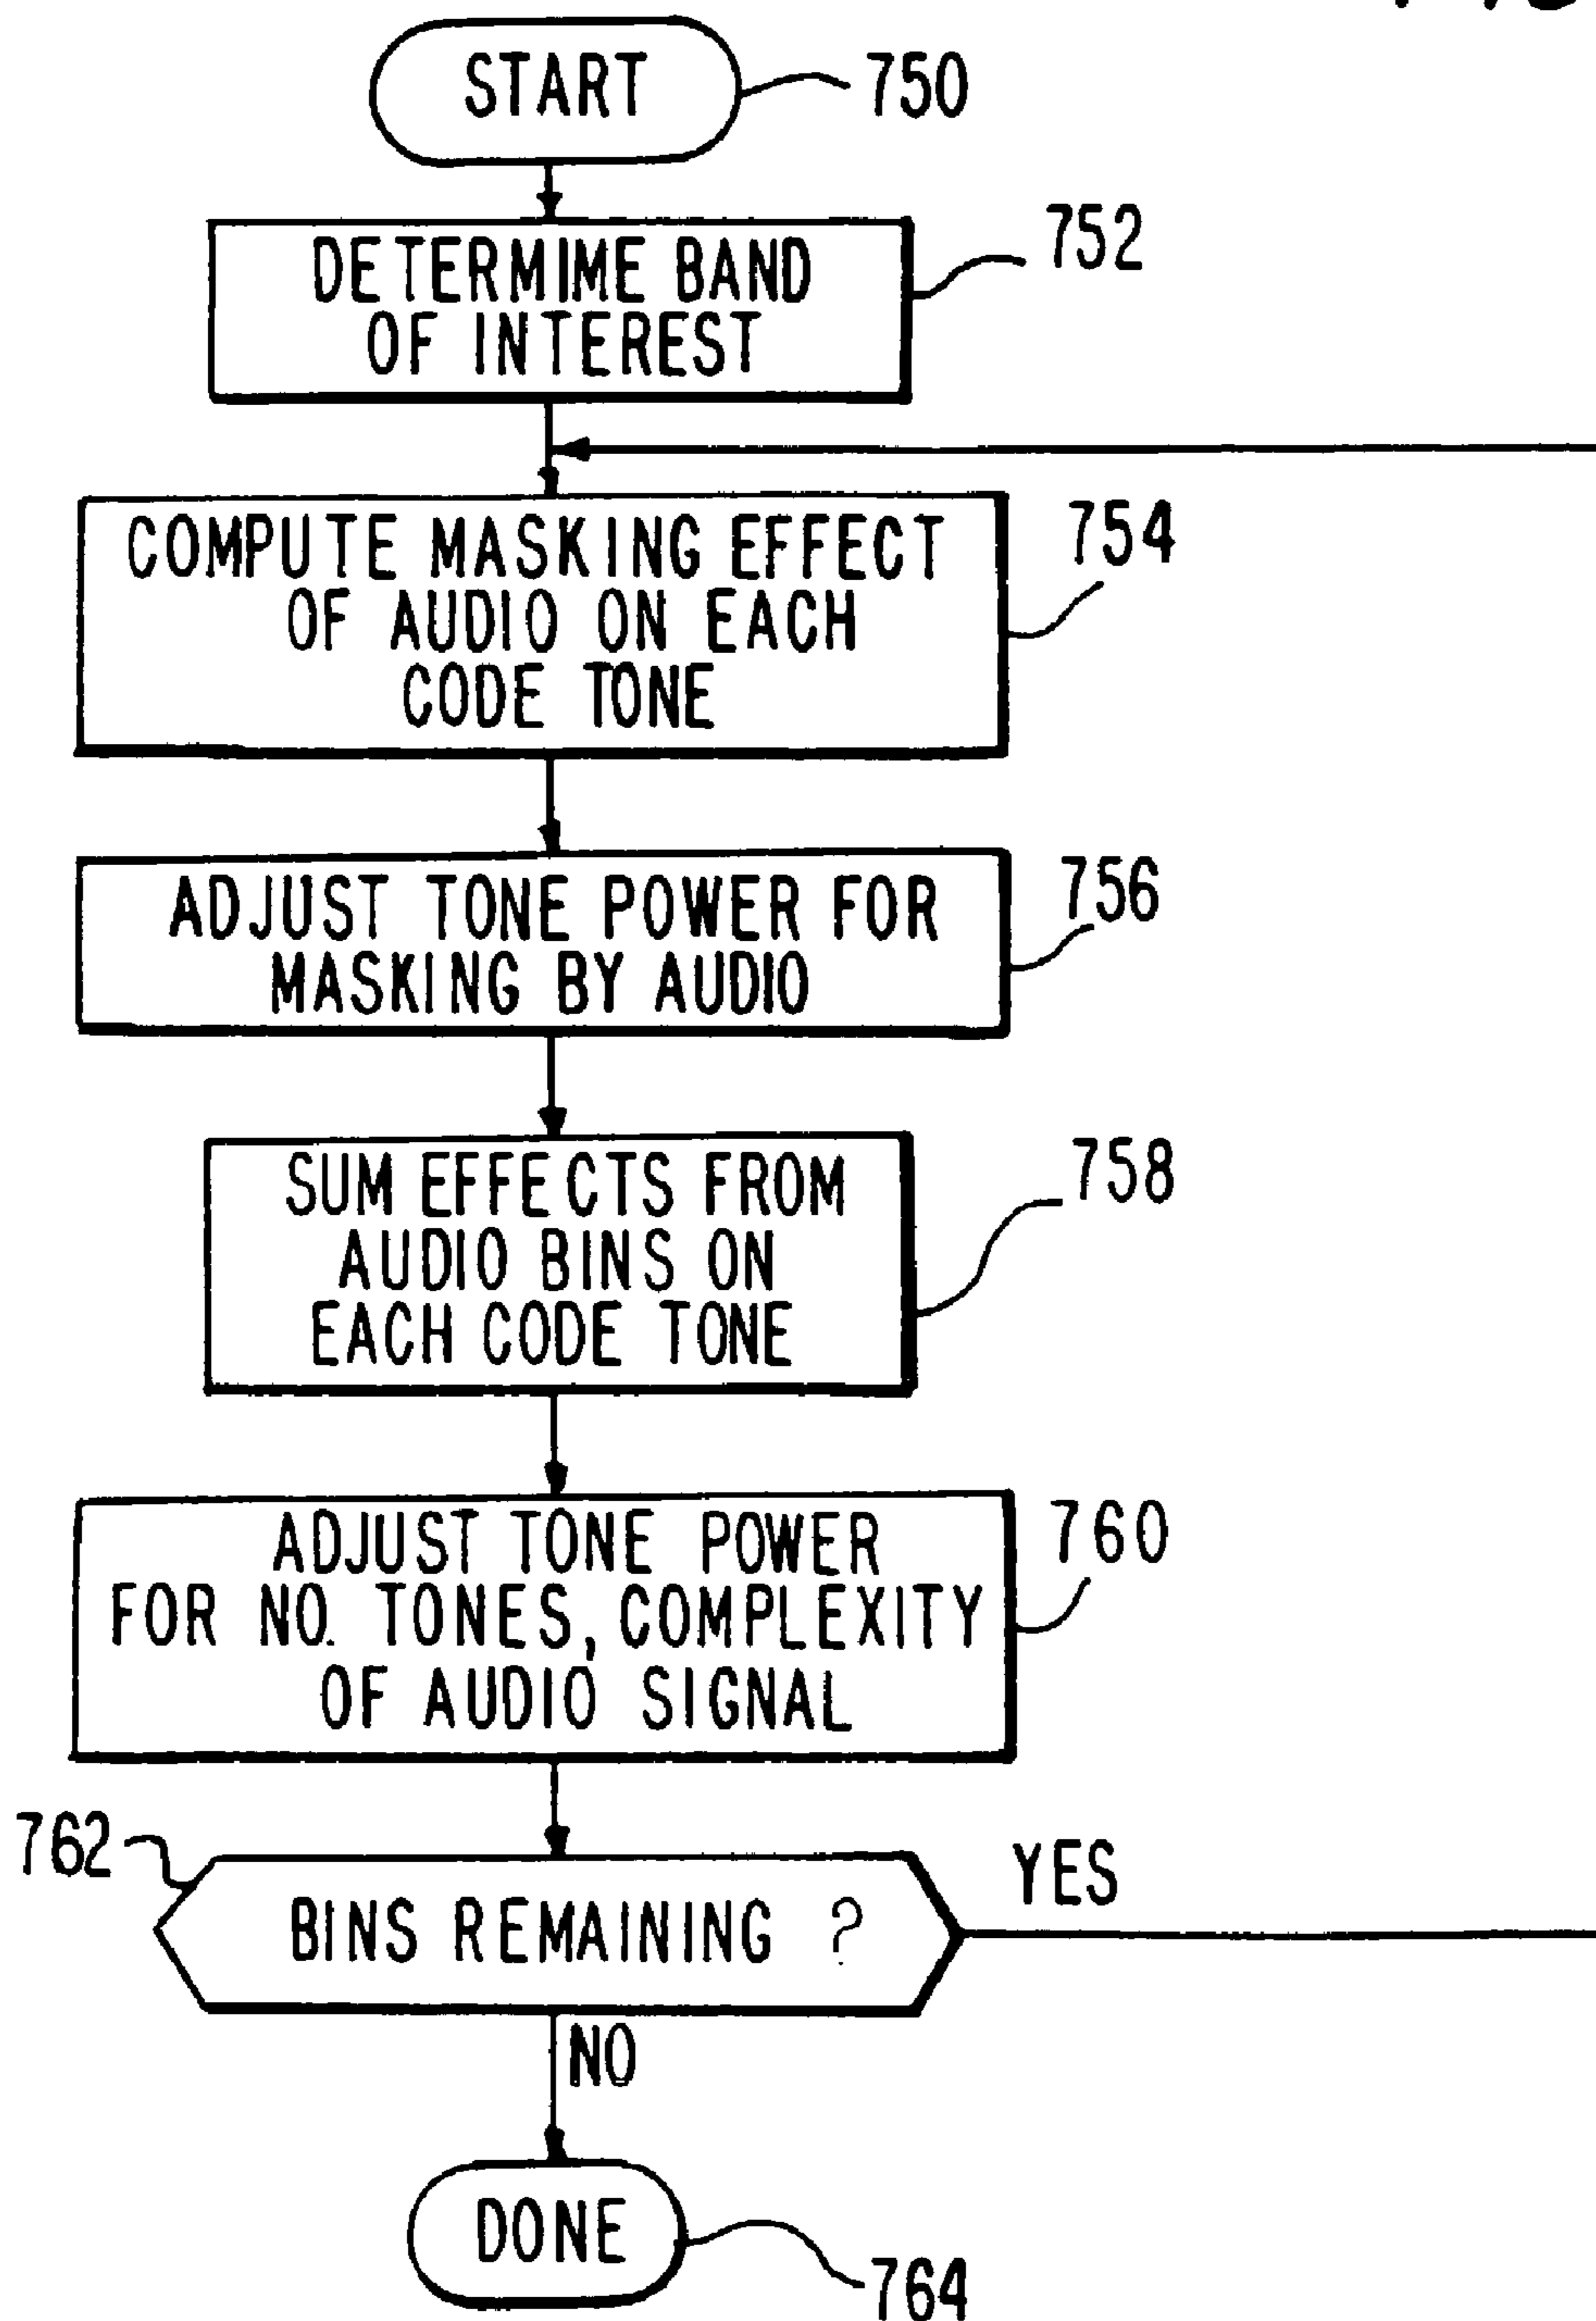 START
750
DETERMIME BAND
OF INTEREST
752
COMPUTE MASKING EFFECT
OF AUDIO ON EACH
CODE TONE
754
ADJUST TONE POWER FOR
MASKING BY AUDIO
756
SUM EFFECTS FROM
AUDIO BINS ON
EACH CODE TONE
758
ADJUST TONE POWER
FOR NO. TONES, COMPLEXITY
OF AUDIO SIGNAL
760
762
BINS REMAINING ?
YES
NO
DONE
764